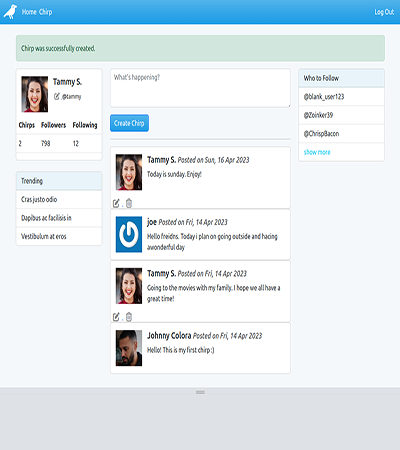 Home Chirp Log Out
Chirp was successfully created.
Tammy S.
@tammy
Chirps Followers Following
2 798 12
Trending
Cras justo odio
Dapibus ac facilisis in
Vestibulum at eros
What's happening?
Create Chirp
Tammy S. Posted on Sun, 16 Apr 2023
Today is sunday. Enjoy!
joe Posted on Fri, 14 Apr 2023
Hello freidns. Today i plan on going outside and hacing
awonderful day
Tammy S. Posted on Fri, 14 Apr 2023
Going to the movies with my family, I hope we all have a
great time!
Johnny Colora Posted on Fri, 14 Apr 2023
Hello! This is my first chirp :)
Who to Follow
@blank_user123
@Zoinker39
@ChrispBacon
show more